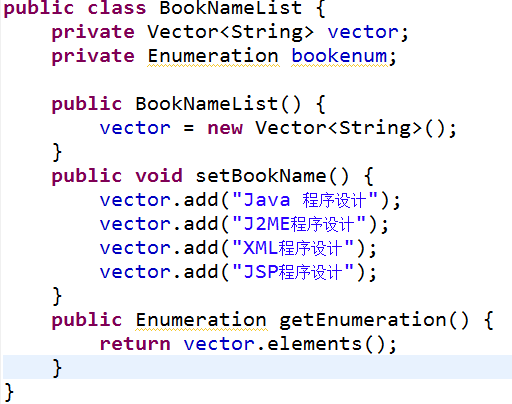 public class BookNameList {
    private Vector<String> vector;
    private Enumeration bookenum;

    public BookNameList() {
        vector = new Vector<String>();
    }
    public void setBookName() {
        vector.add("Java 程序设计");
        vector.add("J2ME程序设计");
        vector.add("XML程序设计");
        vector.add("JSP程序设计");
    }
    public Enumeration getEnumeration() {
        return vector.elements();
    }
}